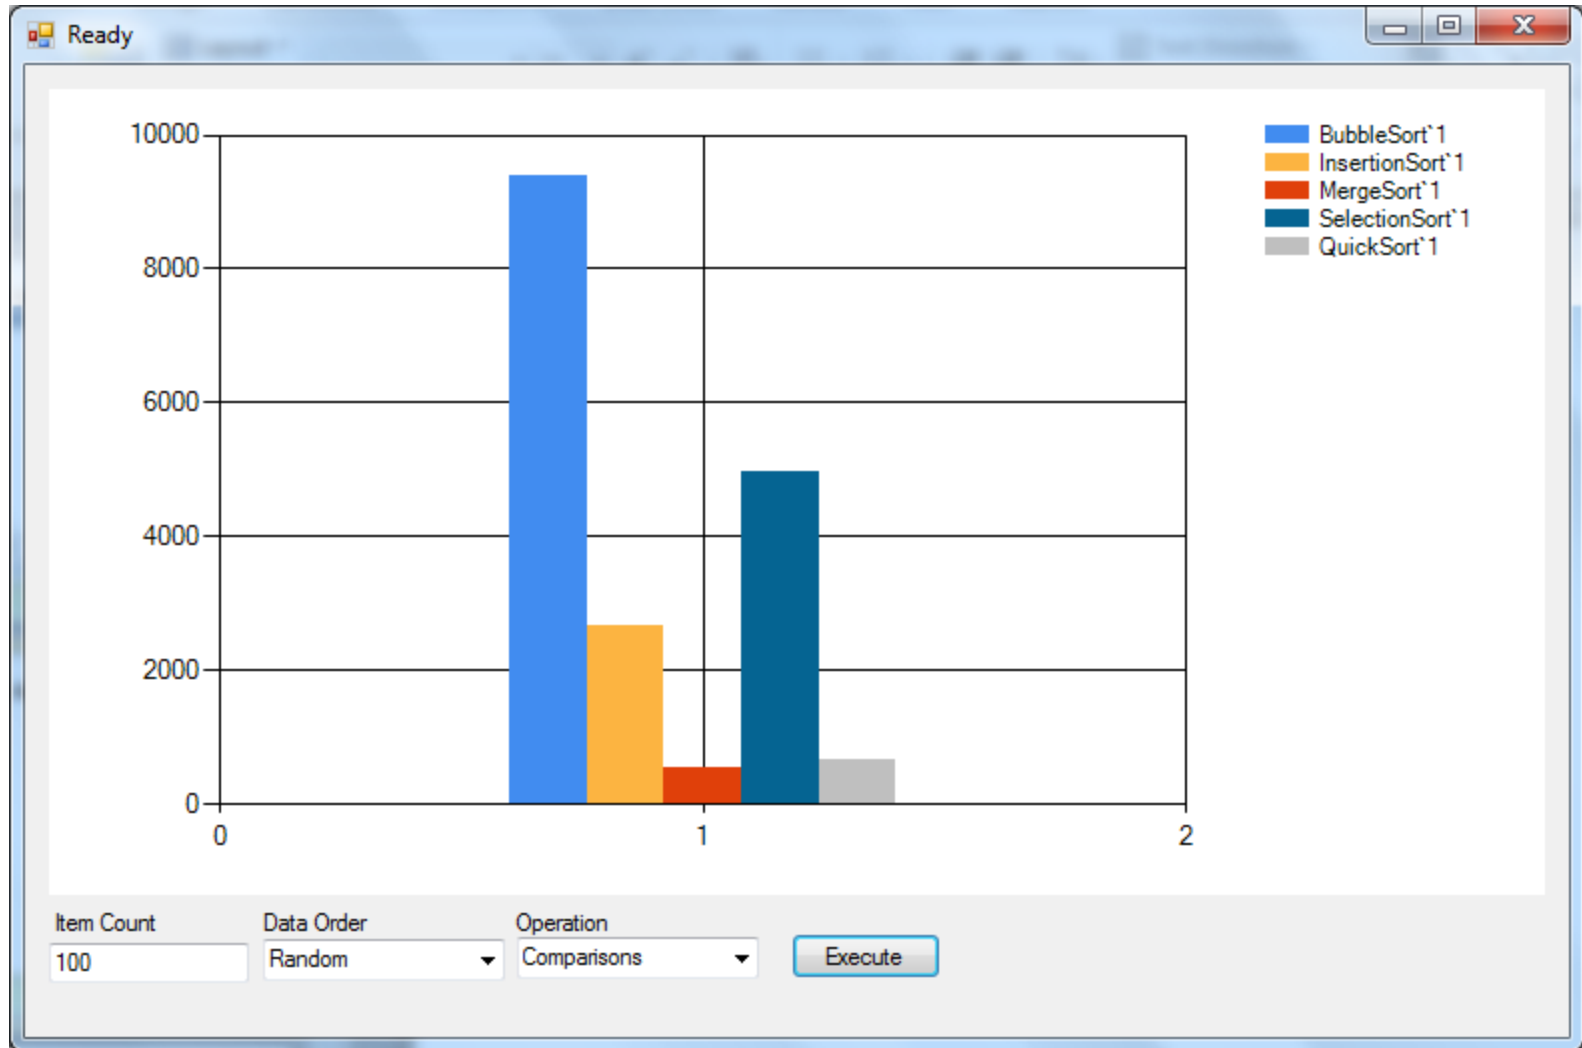 Ready
10000
8000
6000
4000
2000
0
0 1 2
BubbleSort`1
InsertionSort`1
MergeSort`1
SelectionSort`1
QuickSort`1
Item Count Data Order Operation
100 Random Comparisons Execute